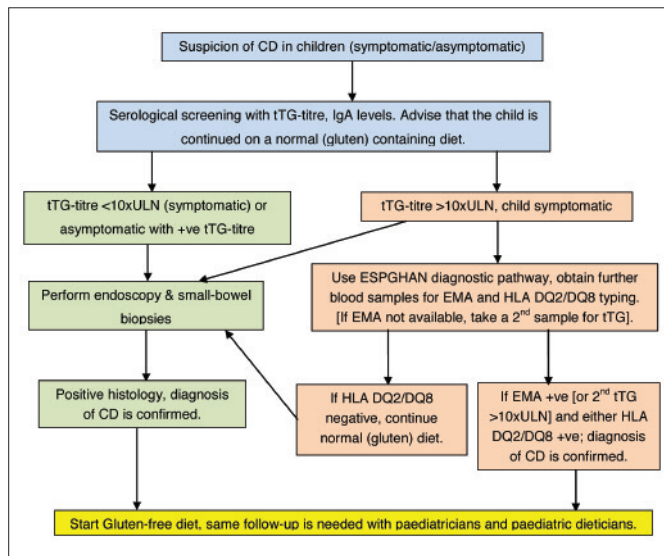 Suspicion of CD in children (symptomatic/asymptomatic)
Serological screening with tTG-titre, IgA levels. Advise that the child is
continued on a normal (gluten) containing diet.
tTG-titre <10xULN (symptomatic) or
asymptomatic with +ve tTG-titre
tTG-titre >10xULN, child symptomatic
Perform endoscopy & small-bowel
biopsies
Use ESPGHAN diagnostic pathway, obtain further
blood samples for EMA and HLA DQ2/DQ8 typing.
[If EMA not available, take a 2nd sample for tTG].
Positive histology, diagnosis
of CD is confirmed.
If HLA DQ2/DQ8
negative, continue
normal (gluten) diet.
If EMA +ve [or 2nd tTG
>10xULN] and either HLA
DQ2/DQ8 +ve; diagnosis
of CD is confirmed.
Start Gluten-free diet, same follow-up is needed with paediatricians and paediatric dieticians.